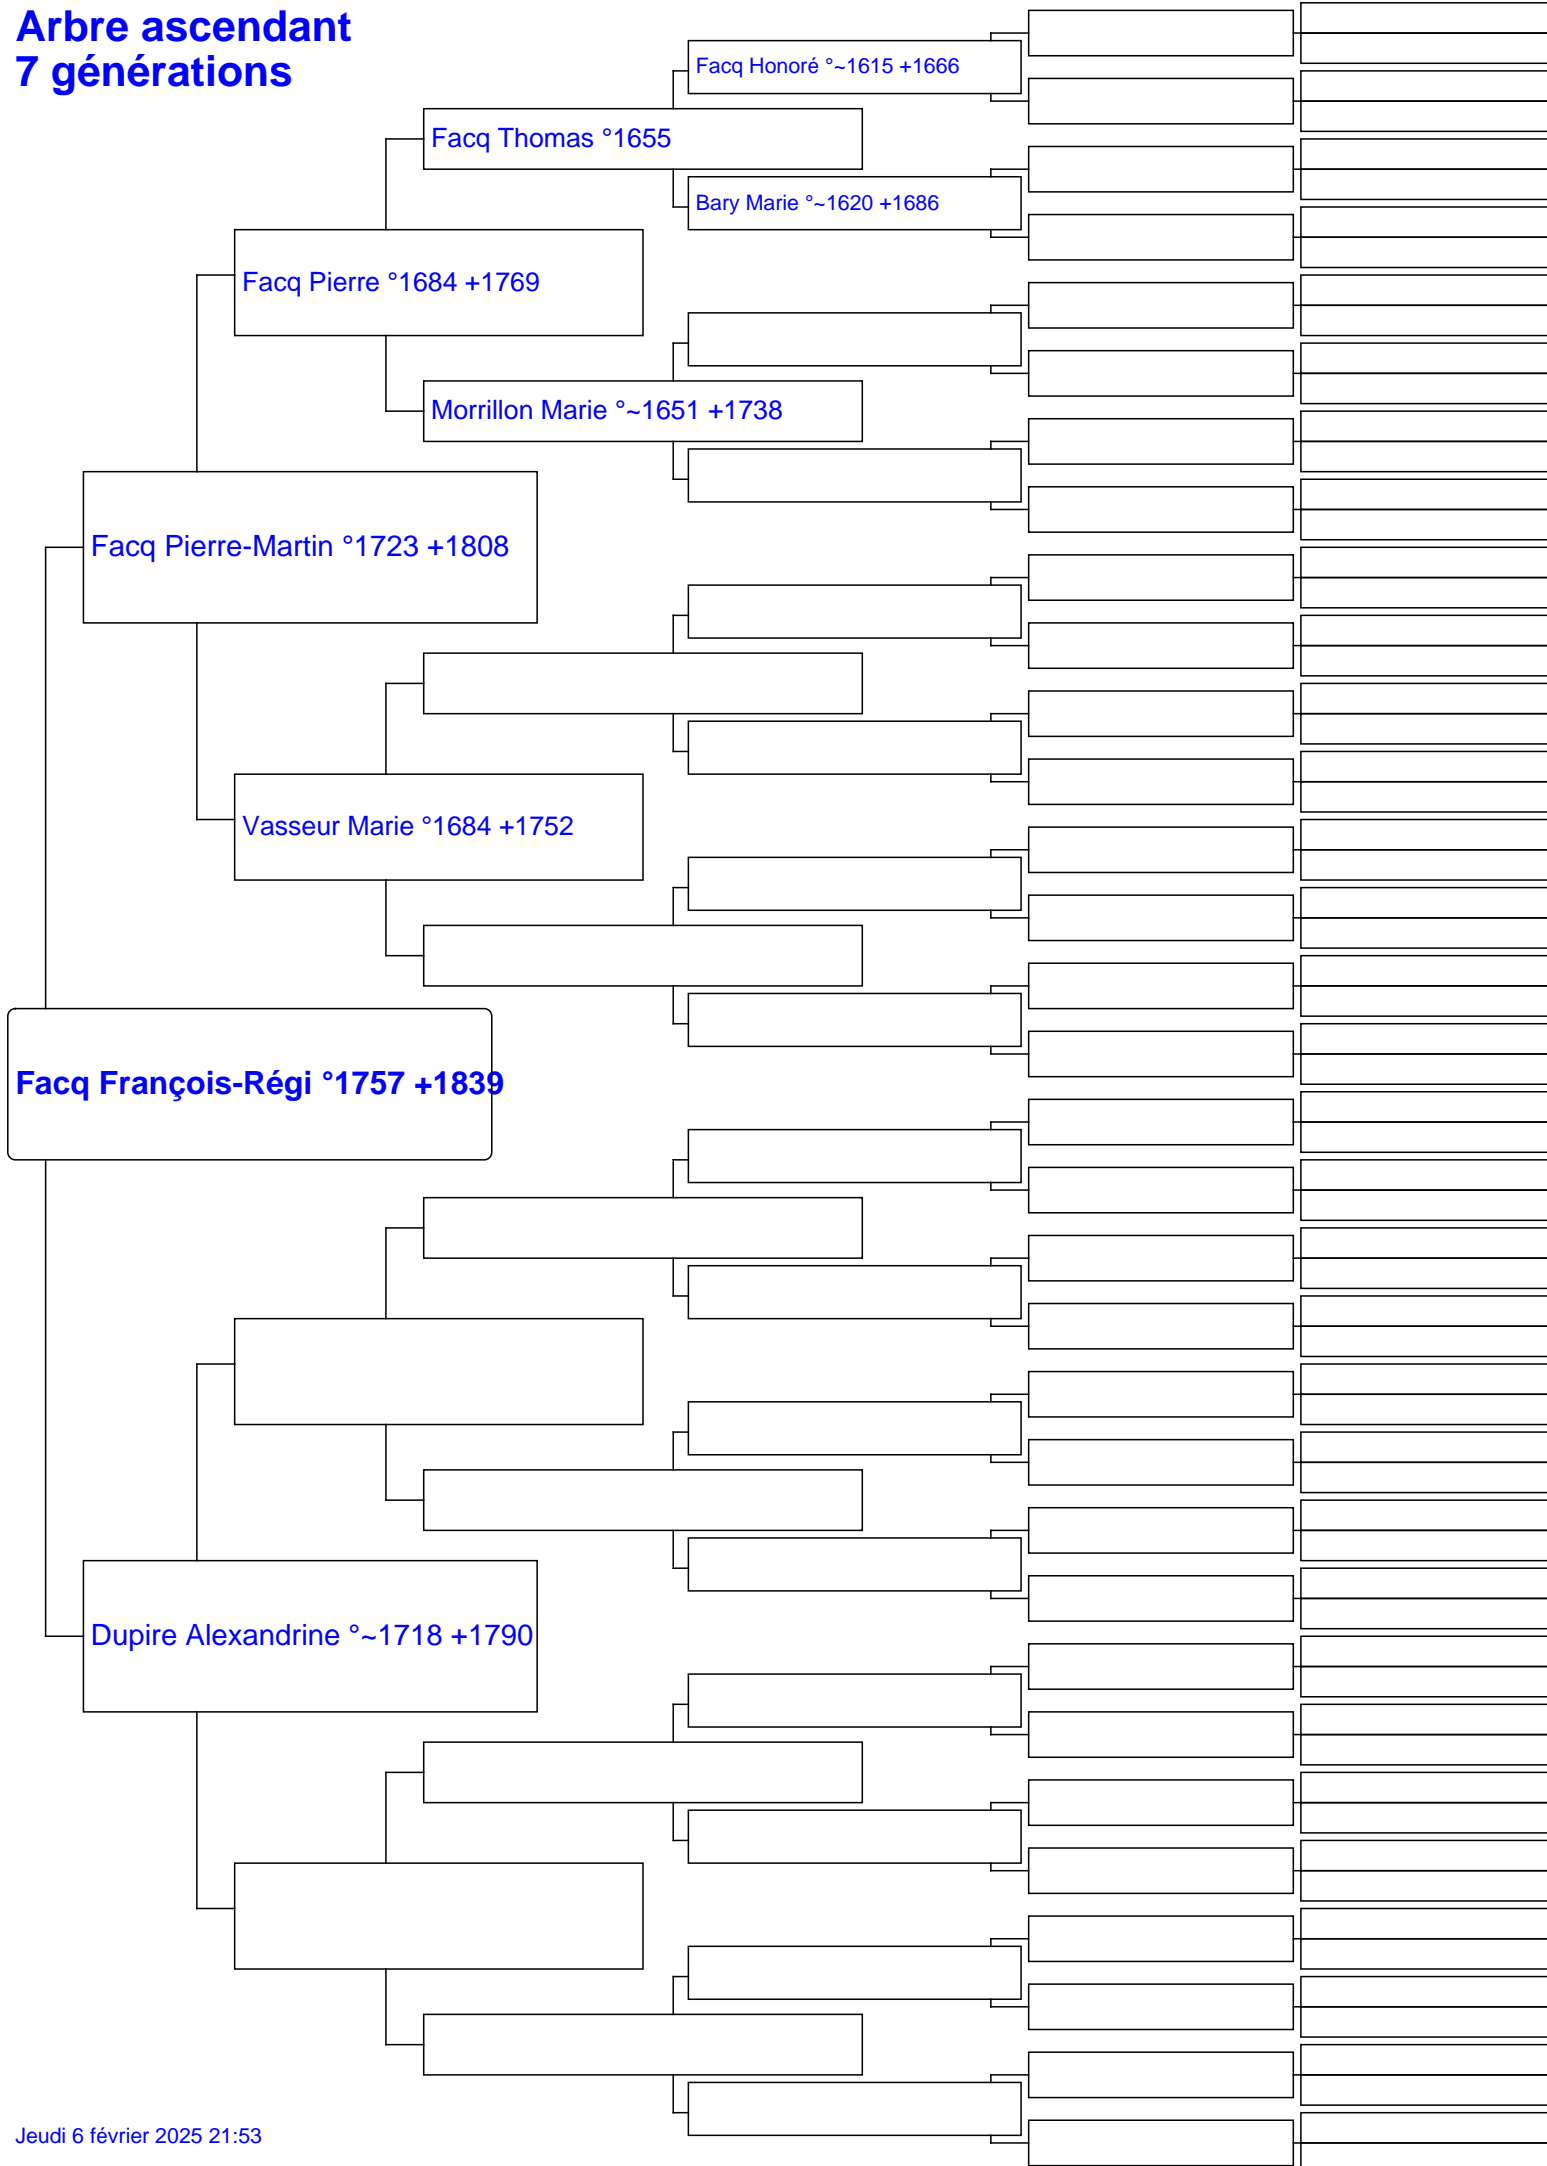 Arbre ascendant
7 générations
Facq Honoré °~1615 +1666
Facq Thomas °1655
Bary Marie °~1620 +1686
Facq Pierre °1684 +1769
Morrillon Marie °~1651 +1738
Facq Pierre-Martin °1723 +1808
Vasseur Marie °1684 +1752
Facq François-Régi °1757 +1839
Dupire Alexandrine °~1718 +1790
Jeudi 6 février 2025 21:53